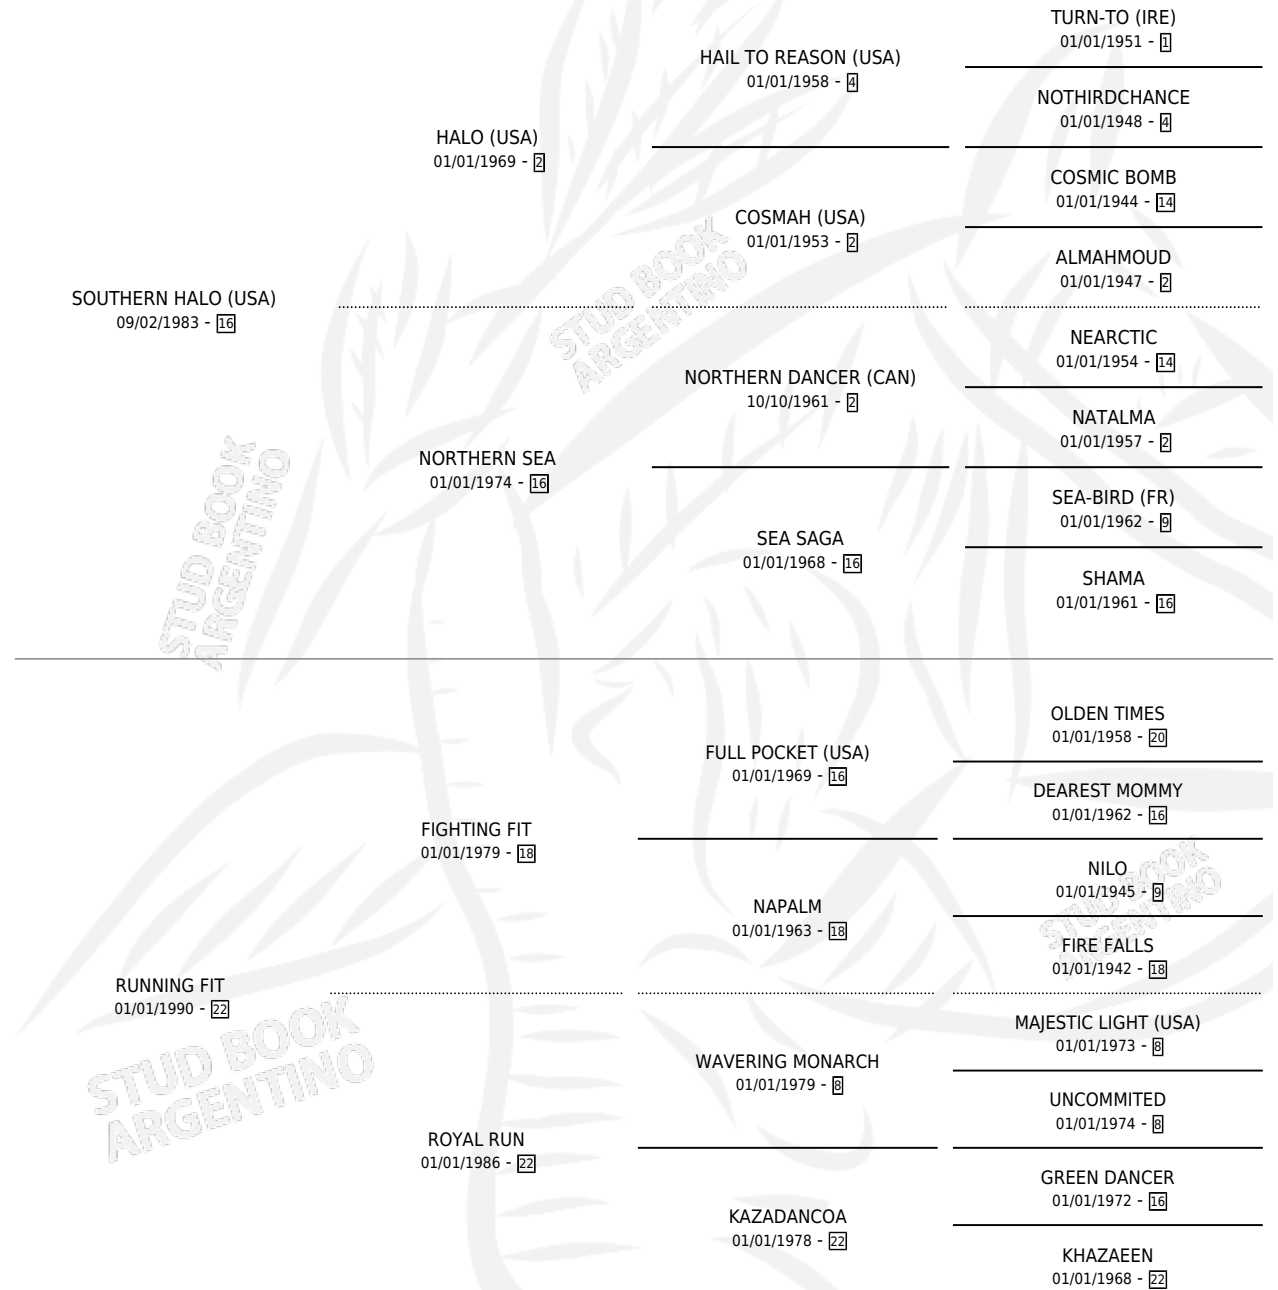 TURN-TO (IRE)
01/01/1951 - 1
HAIL TO REASON (USA)
01/01/1958 - 4
NOTHIRDCHANCE
01/01/1948 - 4
HALO (USA)
01/01/1969 - 2
COSMIC BOMB
01/01/1944 - 14
COSMAH (USA)
01/01/1953 - 2
ALMAHMOUD
01/01/1947 - 2
SOUTHERN HALO (USA)
09/02/1983 - 16
NEARCTIC
01/01/1954 - 14
NORTHERN DANCER (CAN)
10/10/1961 - 2
NATALMA
01/01/1957 - 2
NORTHERN SEA
01/01/1974 - 16
SEA-BIRD (FR)
01/01/1962 - 9
SEA SAGA
01/01/1968 - 16
SHAMA
01/01/1961 - 16
OLDEN TIMES
01/01/1958 - 20
FULL POCKET (USA)
01/01/1969 - 16
DEAREST MOMMY
01/01/1962 - 16
FIGHTING FIT
01/01/1979 - 18
NILO
01/01/1945 - 9
NAPALM
01/01/1963 - 18
FIRE FALLS
01/01/1942 - 18
RUNNING FIT
01/01/1990 - 22
MAJESTIC LIGHT (USA)
01/01/1973 - 8
WAVERING MONARCH
01/01/1979 - 8
UNCOMMITED
01/01/1974 - 8
ROYAL RUN
01/01/1986 - 22
GREEN DANCER
01/01/1972 - 16
KAZADANCOA
01/01/1978 - 22
KHAZAEEN
01/01/1968 - 22
STUD BOOK
ARGENTINO
STUD BOOK
ARGENTINO
STUD BOOK
ARGENTINO
STUD BOOK
ARGENTINO